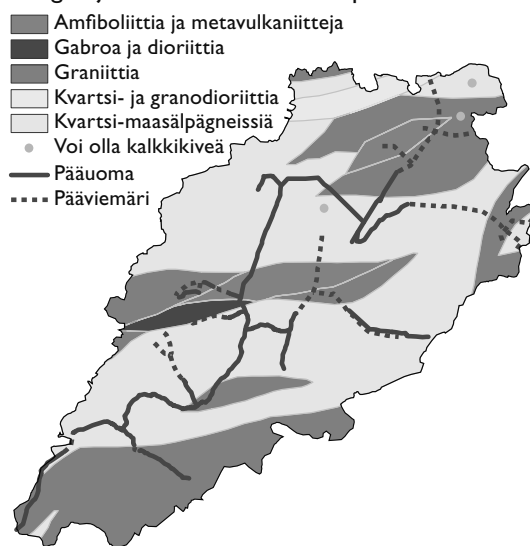 Amfiboliittia ja metavulkaniitteja
Gabroa ja dioriittia
Graniittia
Kvartsi- ja granodioriittia
Kvartsi-maasälpägneissiä
Voi olla kalkkikiveä
Pääuoma
Pääviemäri